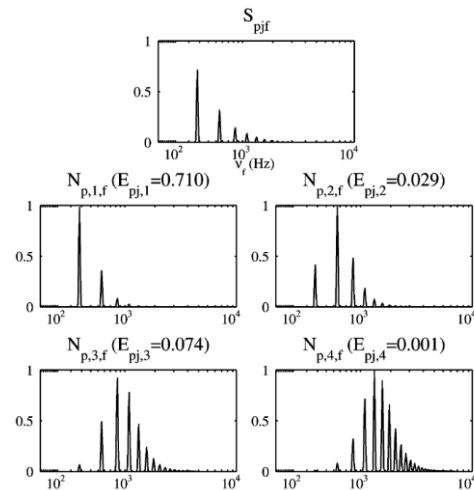 S_pjf
1
0.5
0
10^2 10^3 10^4
ν_f (Hz)
N_p,1,f (E_pj,1=0.710) N_p,2,f (E_pj,2=0.029)
1 1
0.5 0.5
0 0
10^2 10^3 10^4 10^2 10^3 10^4
N_p,3,f (E_pj,3=0.074) N_p,4,f (E_pj,4=0.001)
1 1
0.5 0.5
0 0
10^2 10^3 10^4 10^2 10^3 10^4